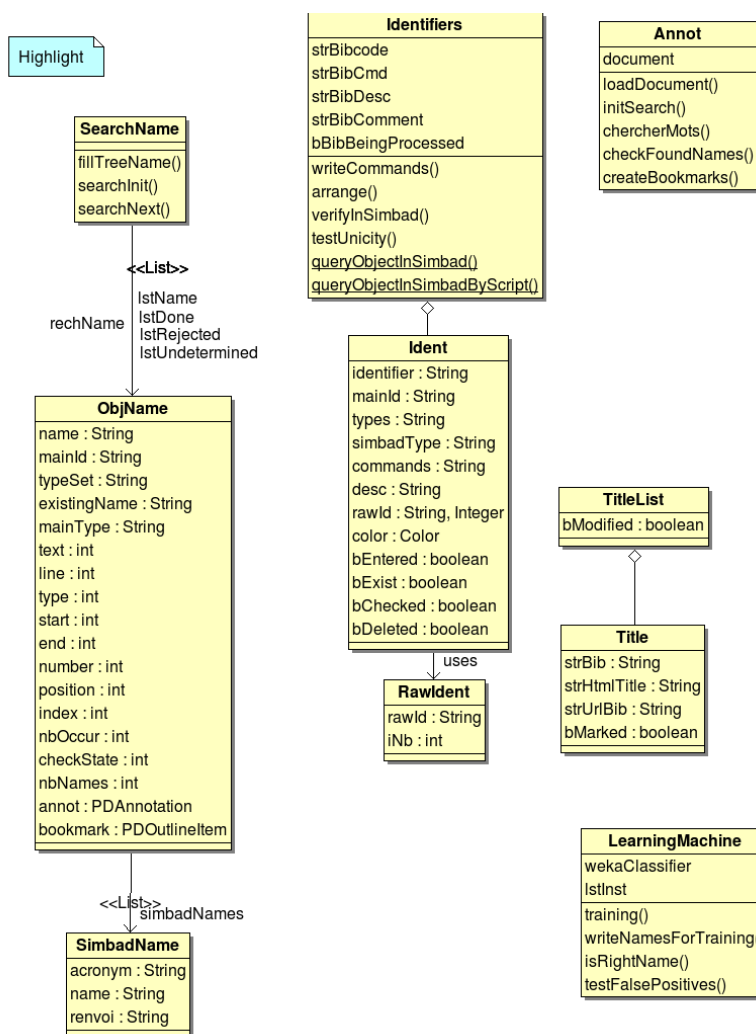 Highlight
SearchName
fillTreeName()
searchInit()
searchNext()
<<List>>
rechName
lstName
lstDone
lstRejected
lstUndetermined
ObjName
name : String
mainId : String
typeSet : String
existingName : String
mainType : String
text : int
line : int
type : int
start : int
end : int
number : int
position : int
index : int
nbOccur : int
checkState : int
nbNames : int
annot : PDAnnotation
bookmark : PDOutlineItem
<<List>>
simbadNames
SimbadName
acronym : String
name : String
renvoi : String
Identifiers
strBibcode
strBibCmd
strBibDesc
strBibComment
bBibBeingProcessed
writeCommands()
arrange()
verifyInSimbad()
testUnicity()
queryObjectInSimbad()
queryObjectInSimbadByScript()
Ident
identifier : String
mainId : String
types : String
simbadType : String
commands : String
desc : String
rawId : String, Integer
color : Color
bEntered : boolean
bExist : boolean
bChecked : boolean
bDeleted : boolean
uses
RawIdent
rawId : String
iNb : int
Annot
document
loadDocument()
initSearch()
chercherMots()
checkFoundNames()
createBookmarks()
TitleList
bModified : boolean
Title
strBib : String
strHtmlTitle : String
strUrlBib : String
bMarked : boolean
LearningMachine
wekaClassifier
lstInst
training()
writeNamesForTraining(
isRightName()
testFalsePositives()